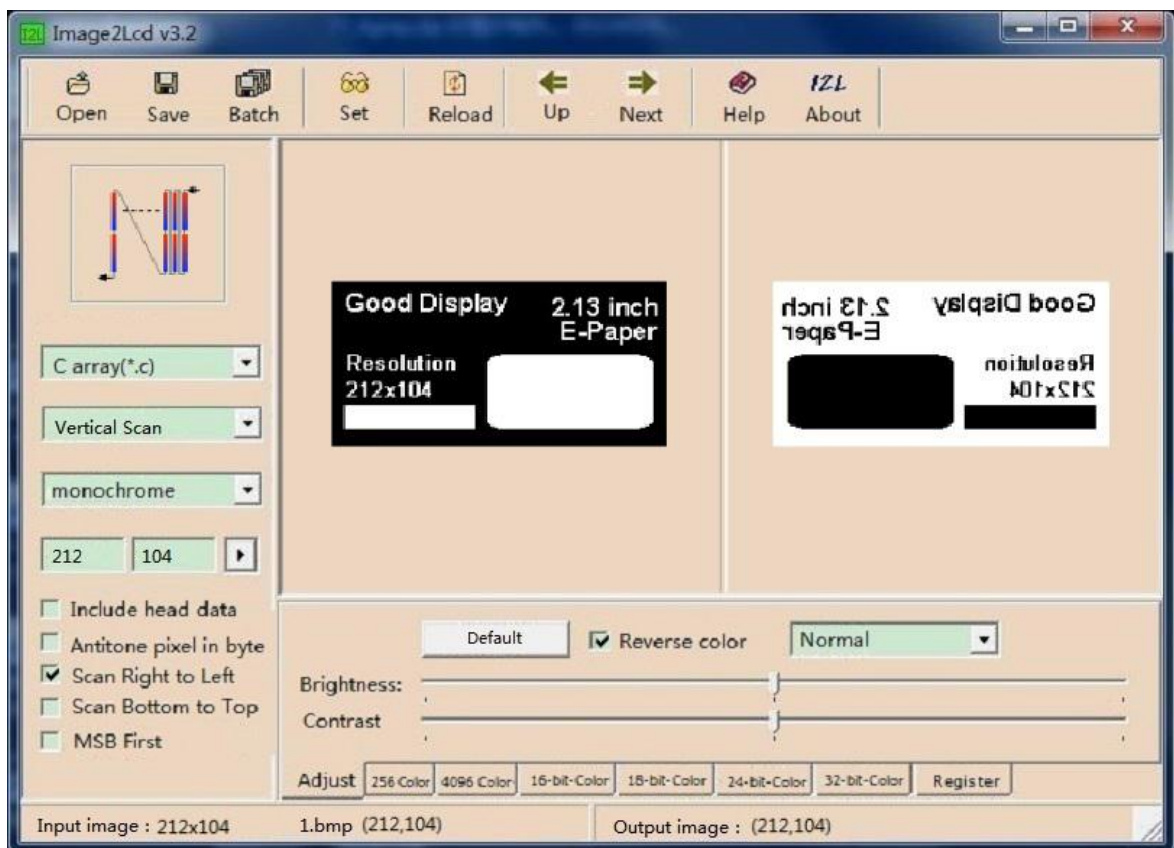 I2L Image2Lcd v3.2
Open Save Batch Set Reload Up Next Help About
I2L
Good Display 2.13 inch
E-Paper
Resolution
212x104
2.13 inch Good Display
E-Paper
Resolution
212x104
C array(*.c)
Vertical Scan
monochrome
212 104
Include head data
Antitone pixel in byte
Scan Right to Left
Scan Bottom to Top
MSB First
Default Reverse color Normal
Brightness:
Contrast
Adjust 256 Color 4096 Color 16-bit-Color 18-bit-Color 24-bit-Color 32-bit-Color Register
Input image : 212x104 1.bmp (212,104) Output image : (212,104)